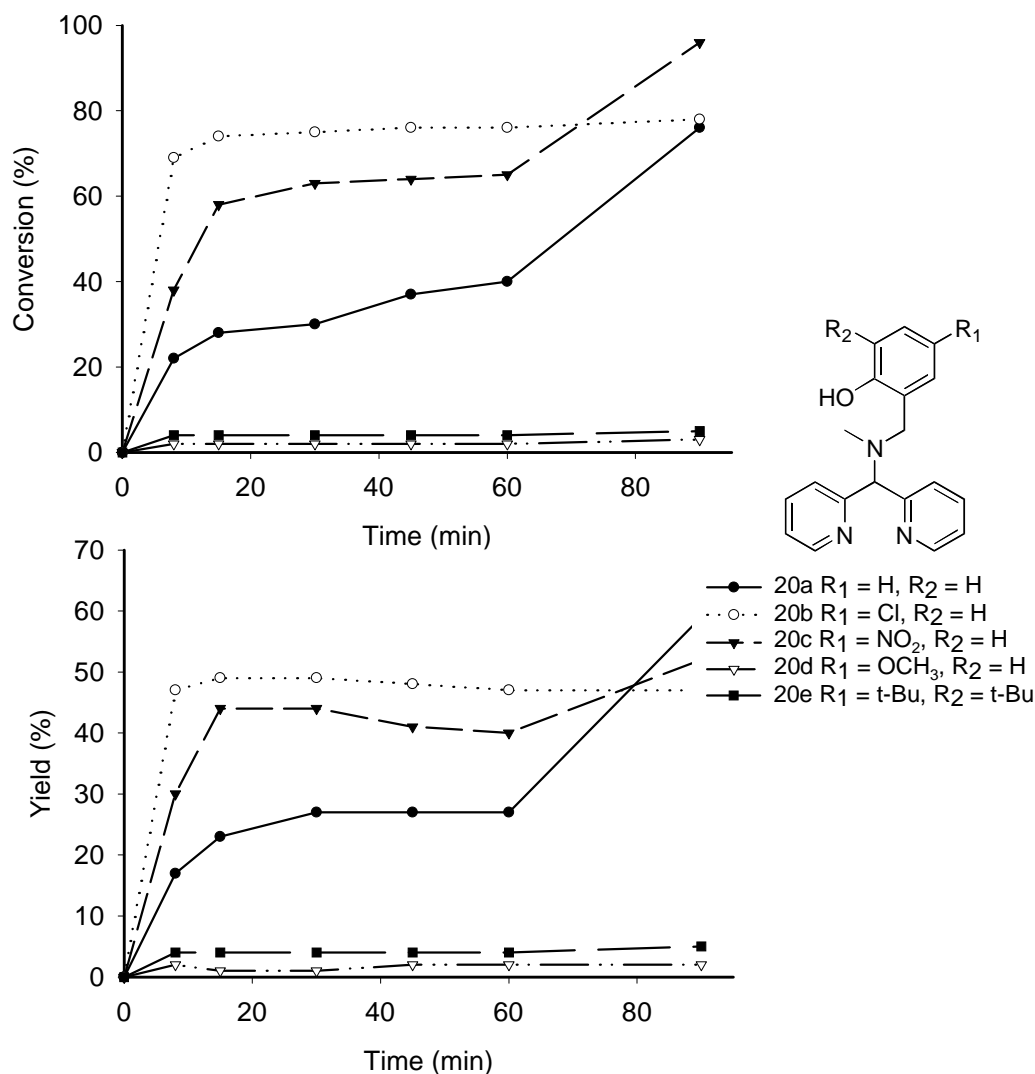 100
80
60
40
20
0
Conversion (%)
0 20 40 60 80
Time (min)
R2
R1
HO
N
N N
70
60
50
40
30
20
10
0
Yield (%)
0 20 40 60 80
Time (min)
20a R1 = H, R2 = H
20b R1 = Cl, R2 = H
20c R1 = NO2, R2 = H
20d R1 = OCH3, R2 = H
20e R1 = t-Bu, R2 = t-Bu